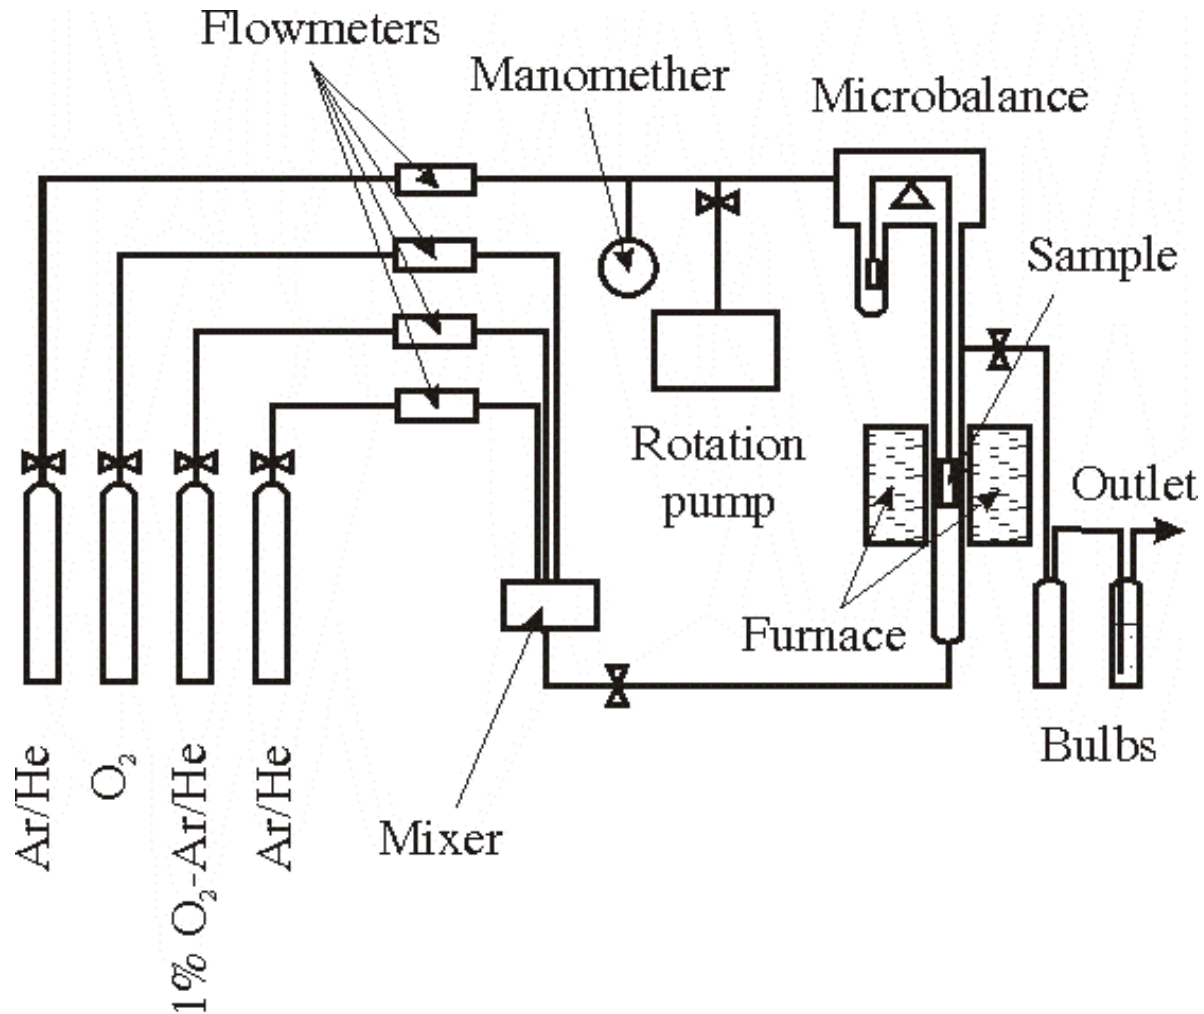 Flowmeters
Manomether
Microbalance
Sample
Rotation
pump
Outlet
Furnace
Bulbs
Mixer
Ar/He
O₂
1% O₂-Ar/He
Ar/He